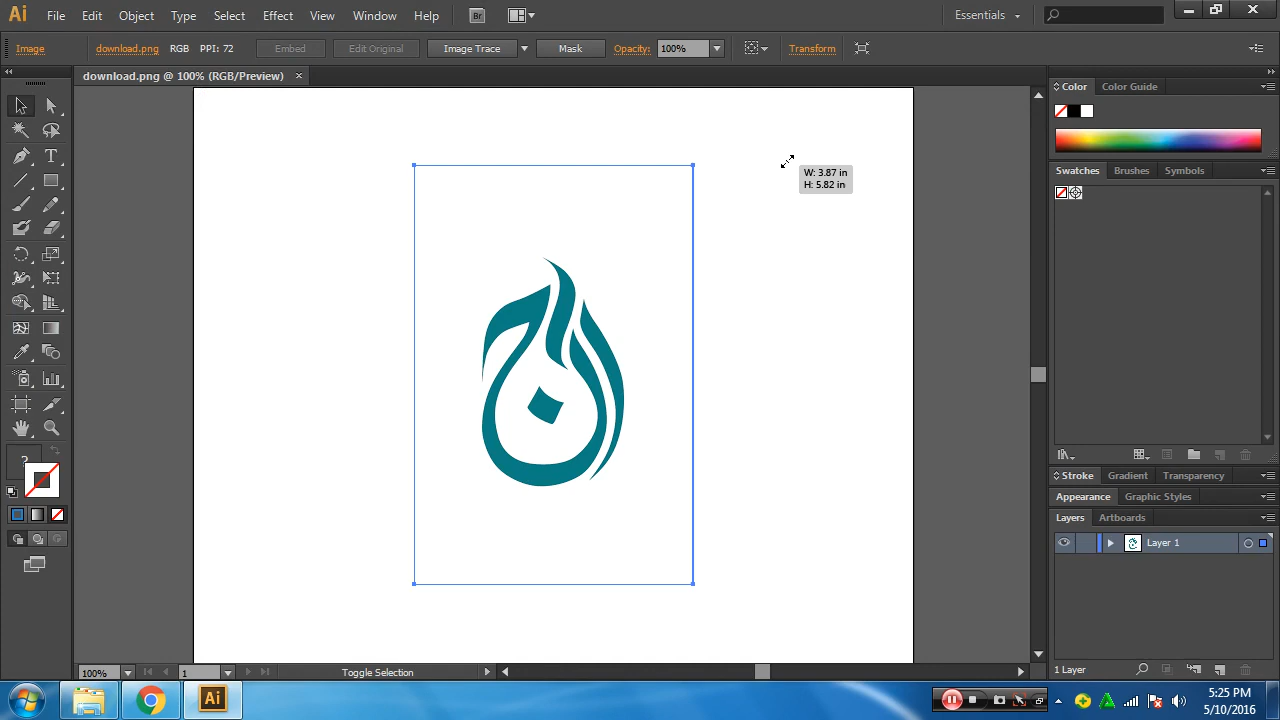 Ai File Edit Object Type Select Effect View Window Help Br Essentials
Image download.png RGB PPI: 72 Embed Edit Original Image Trace Mask Opacity: 100% Transform
download.png @ 100% (RGB/Preview)
Color Color Guide
W: 3.87 in
H: 5.82 in
Swatches Brushes Symbols
?
Stroke Gradient Transparency
Appearance Graphic Styles
Layers Artboards
Layer 1
1 Layer
100% 1 Toggle Selection
Ai
5:25 PM
5/10/2016